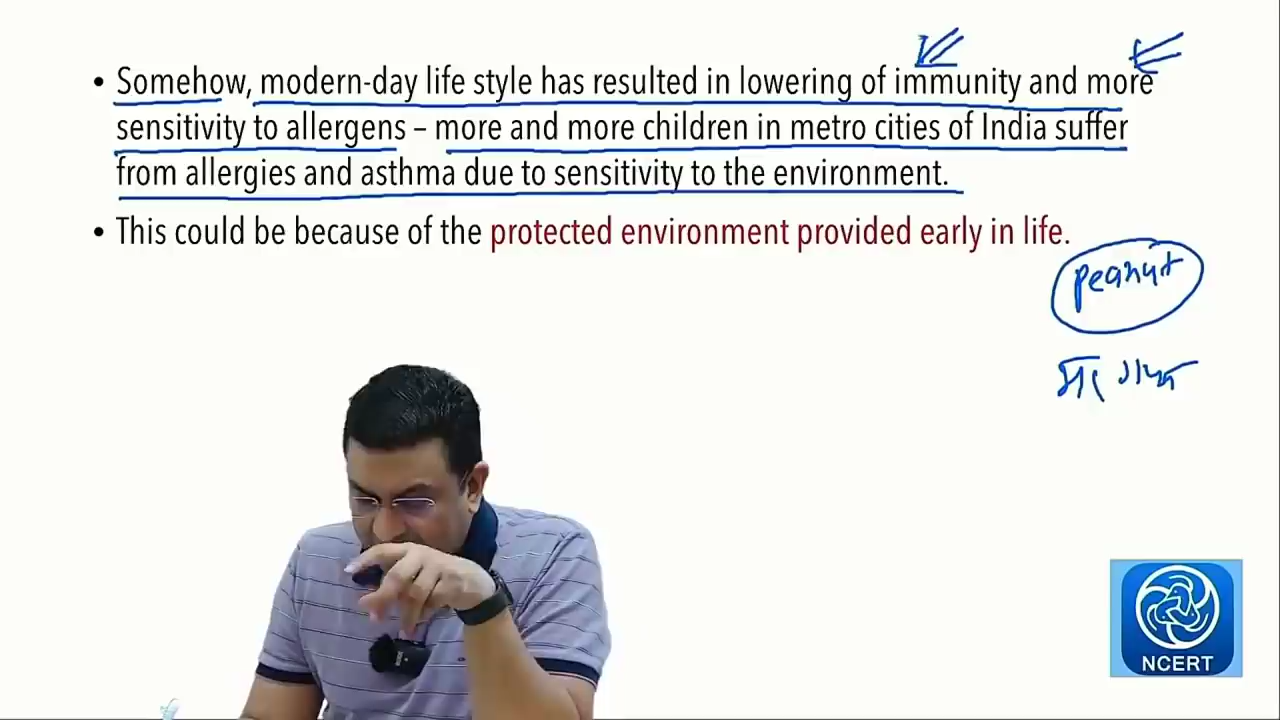 • Somehow, modern-day life style has resulted in lowering of immunity and more
sensitivity to allergens – more and more children in metro cities of India suffer
from allergies and asthma due to sensitivity to the environment.
• This could be because of the protected environment provided early in life.
peanut
NCERT